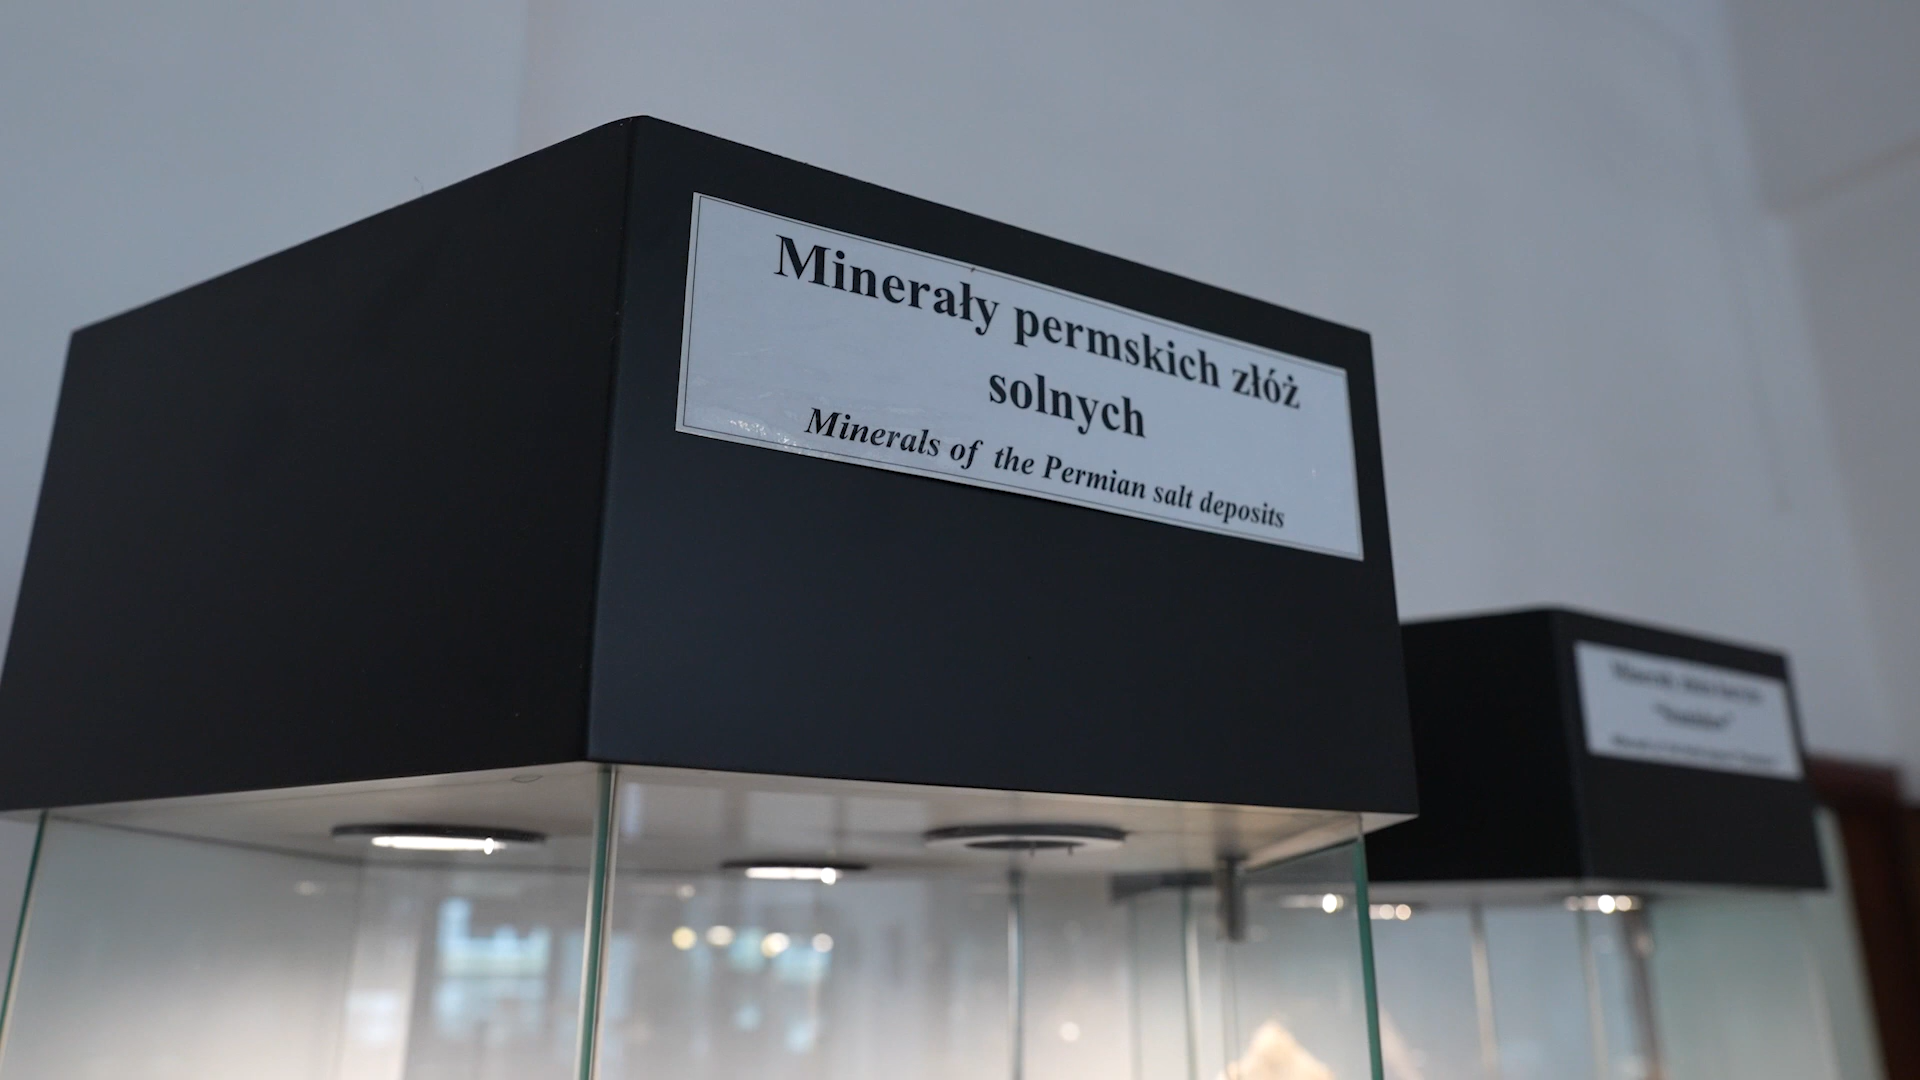 Minerały permskich złóż
solnych
Minerals of the Permian salt deposits